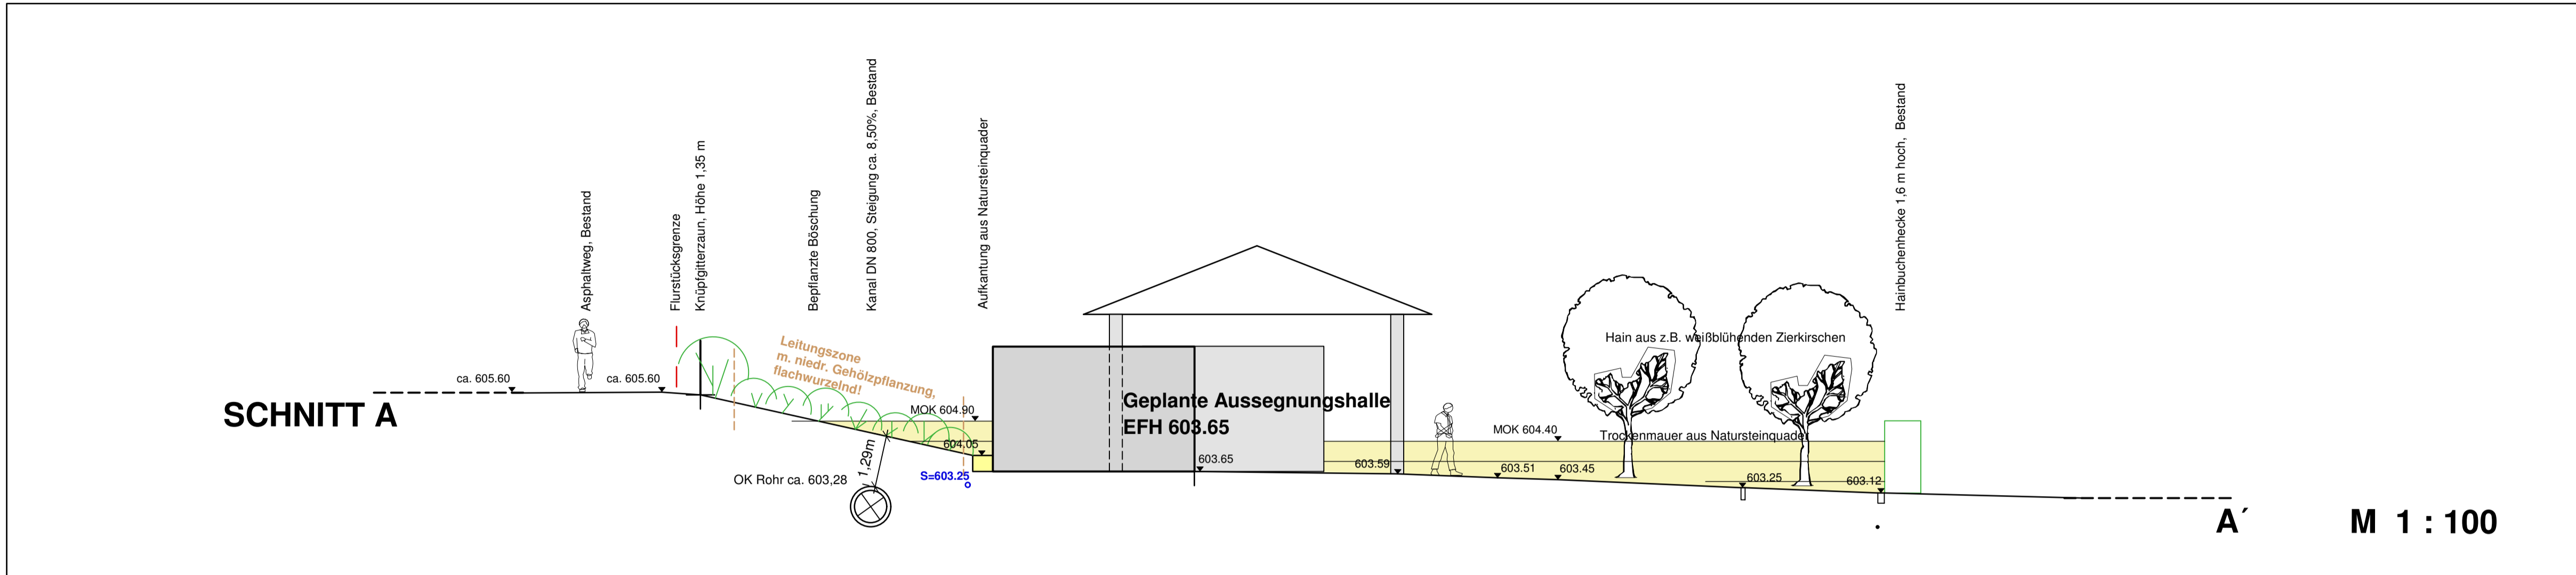 Asphaltweg, Bestand
Flurstücksgrenze
Knüpfgitterzaun, Höhe 1,35 m
Bepflanzte Böschung
Kanal DN 800, Steigung ca. 8,50%, Bestand
Aufkantung aus Natursteinquader
Hainbuchenhecke 1,6 m hoch, Bestand
SCHNITT A
ca. 605.60
ca. 605.60
Leitungszone
m. niedr. Gehölzpflanzung,
flachwurzelnd!
MOK 604.90
604.05
1,29m
OK Rohr ca. 603,28
S=603.25
Geplante Aussegnungshalle
EFH 603.65
603.65
603.59
Hain aus z.B. weißblühenden Zierkirschen
MOK 604.40
Trockenmauer aus Natursteinquader
603.51
603.45
603.25
603.12
A´
M 1 : 100